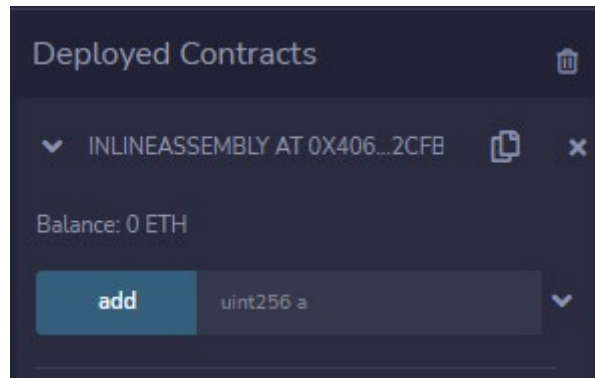 Deployed Contracts
INLINEASSEMBLY AT 0X406...2CFB
Balance: 0 ETH
add
uint256 a